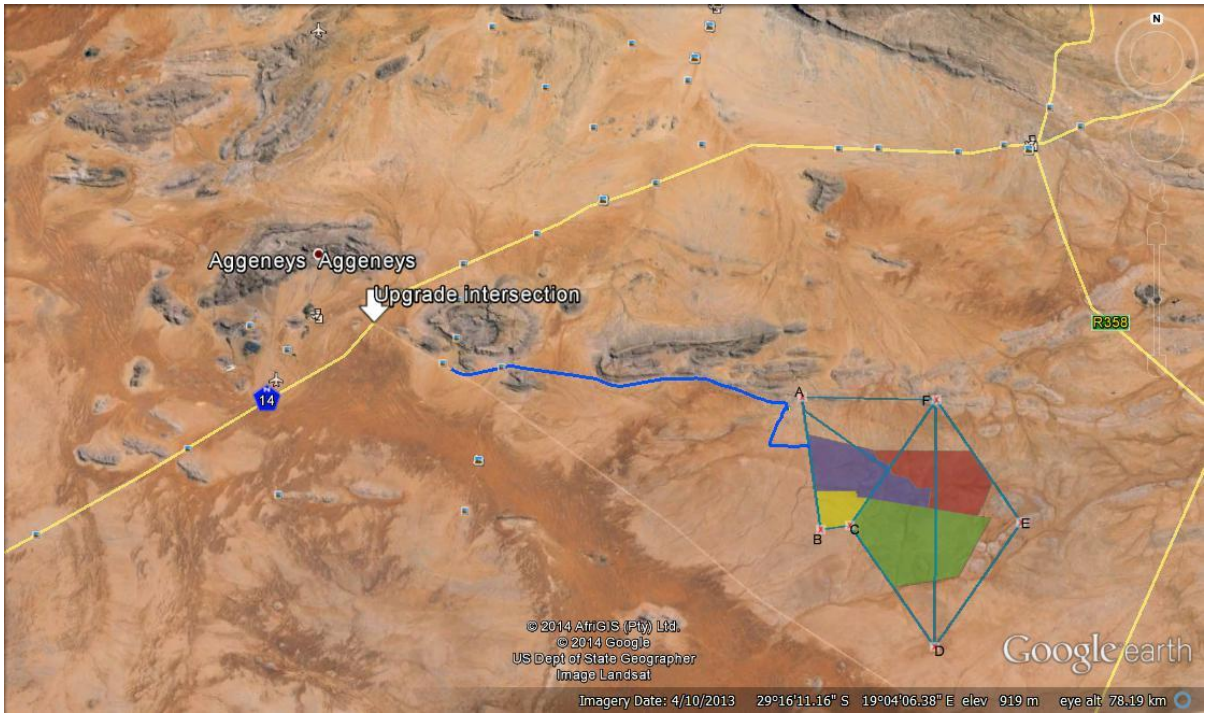 N
Aggeneys Aggeneys
Upgrade intersection
R358
14
A
F
B
C
E
D
© 2014 AfriGIS (Pty) Ltd.
© 2014 Google
US Dept of State Geographer
Image Landsat
Google earth
Imagery Date: 4/10/2013 29°16'11.16" S 19°04'06.38" E elev 919 m eye alt 78.19 km